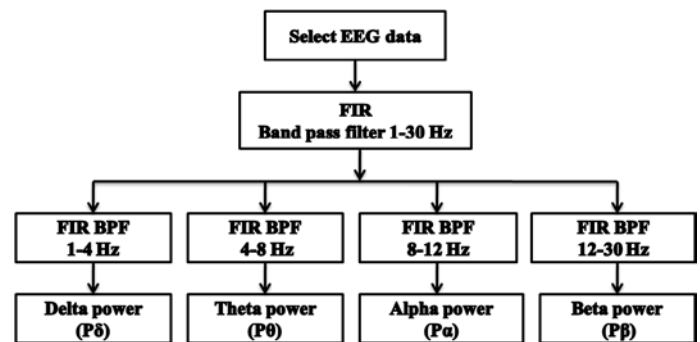 Select EEG data
FIR
Band pass filter 1-30 Hz
FIR BPF
1-4 Hz
FIR BPF
4-8 Hz
FIR BPF
8-12 Hz
FIR BPF
12-30 Hz
Delta power
(Pδ)
Theta power
(Pθ)
Alpha power
(Pα)
Beta power
(Pβ)